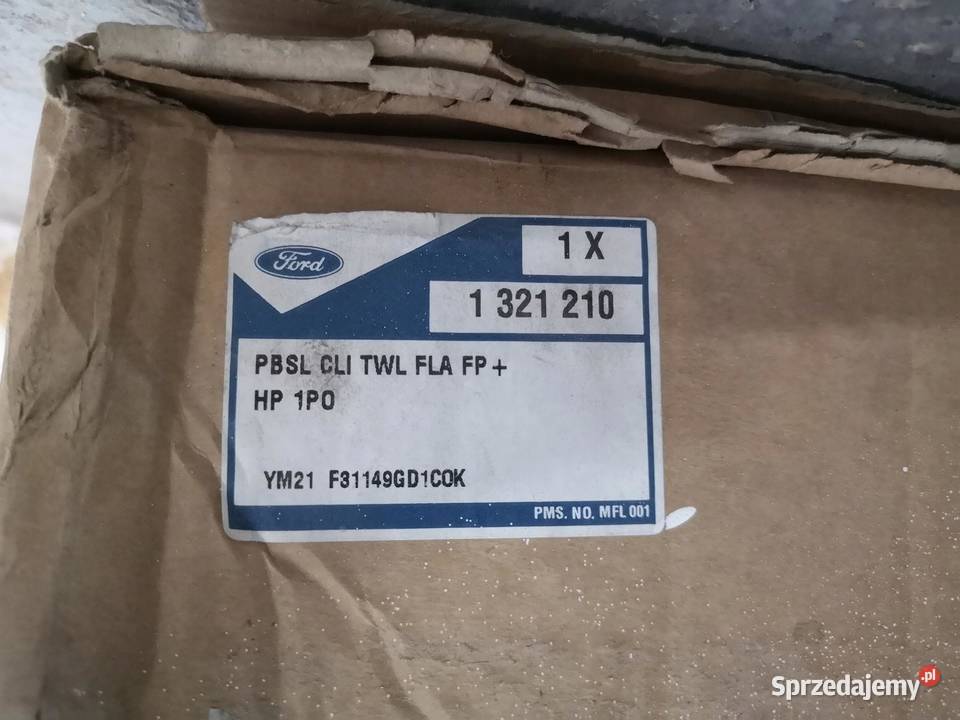 Ford
1 X
1 321 210
PBSL CLI TWL FLA FP+
HP 1PO
YM21 F31149GD1COK
PMS. NO. MFL 001
Sprzedajemy.pl